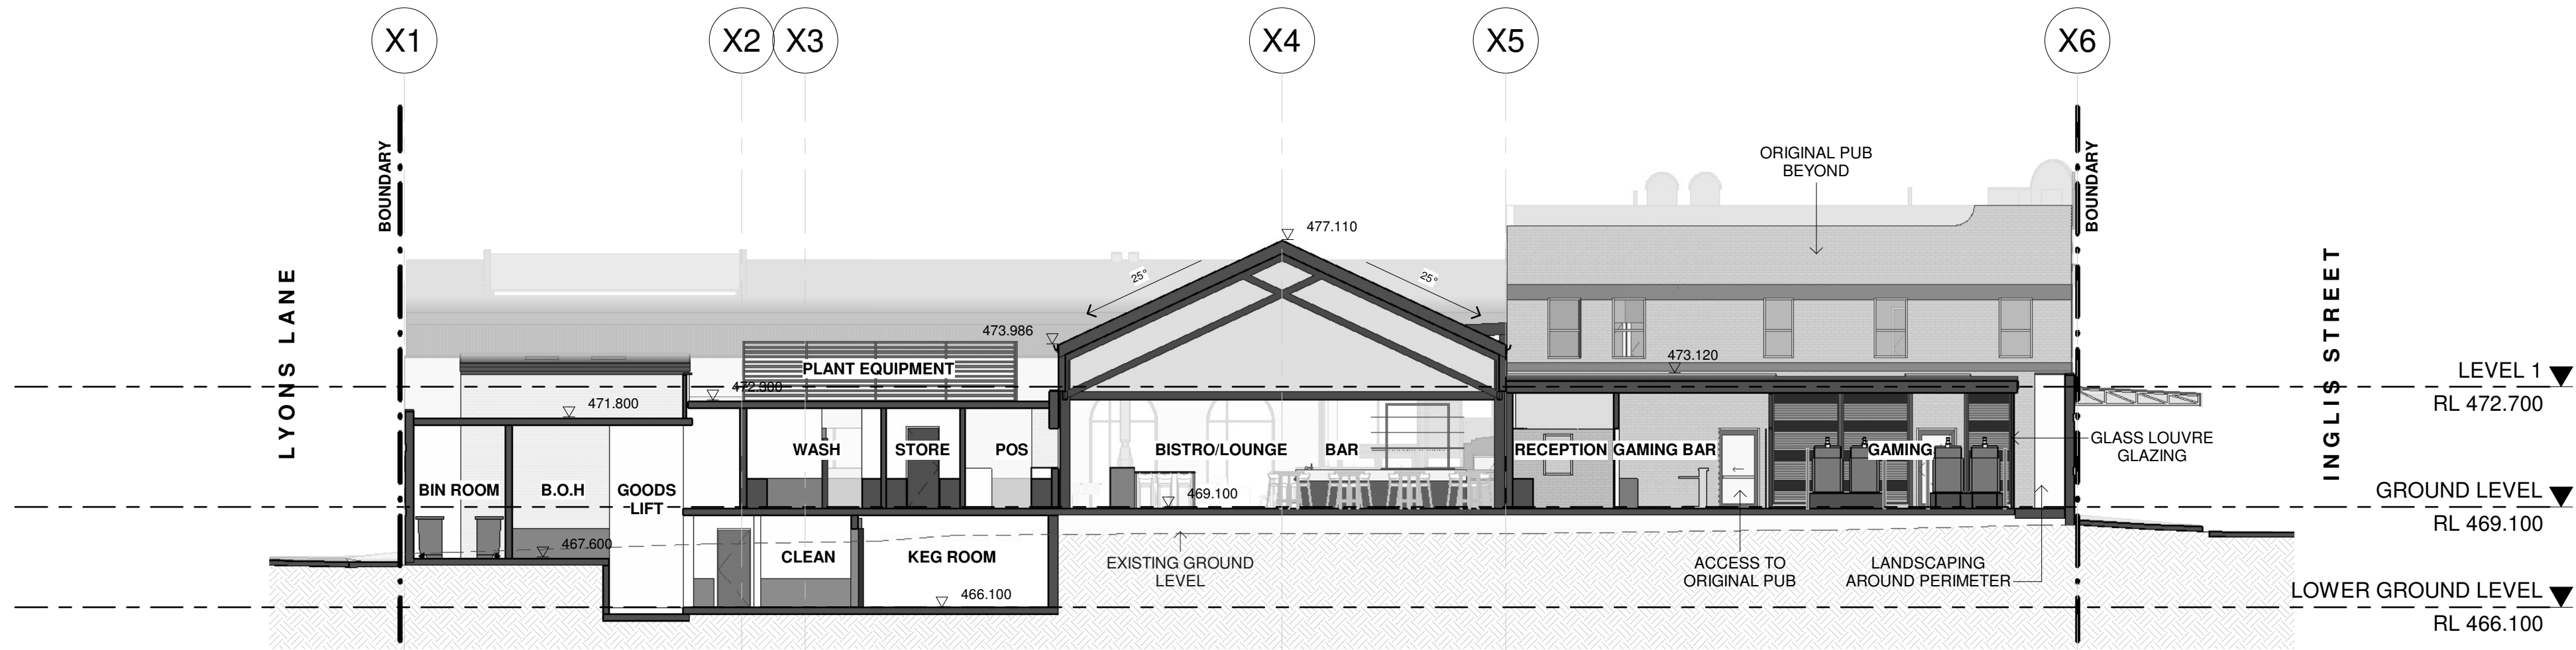 X1
X2
X3
X4
X5
X6
BOUNDARY
BOUNDARY
LYONS LANE
INGLIS STREET
ORIGINAL PUB
BEYOND
477.110
25°
25°
473.986
473.120
PLANT EQUIPMENT
472.300
471.800
LEVEL 1
RL 472.700
WASH
STORE
POS
BISTRO/LOUNGE
BAR
RECEPTION
GAMING BAR
GAMING
GLASS LOUVRE
GLAZING
BIN ROOM
B.O.H
GOODS
LIFT
469.100
GROUND LEVEL
RL 469.100
467.600
CLEAN
KEG ROOM
EXISTING GROUND
LEVEL
ACCESS TO
ORIGINAL PUB
LANDSCAPING
AROUND PERIMETER
466.100
LOWER GROUND LEVEL
RL 466.100